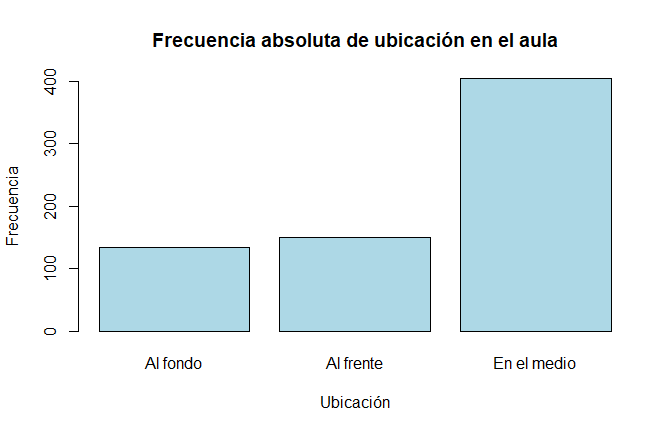 Frecuencia absoluta de ubicación en el aula
400
300
200
100
0
Frecuencia
Al fondo
Al frente
En el medio
Ubicación